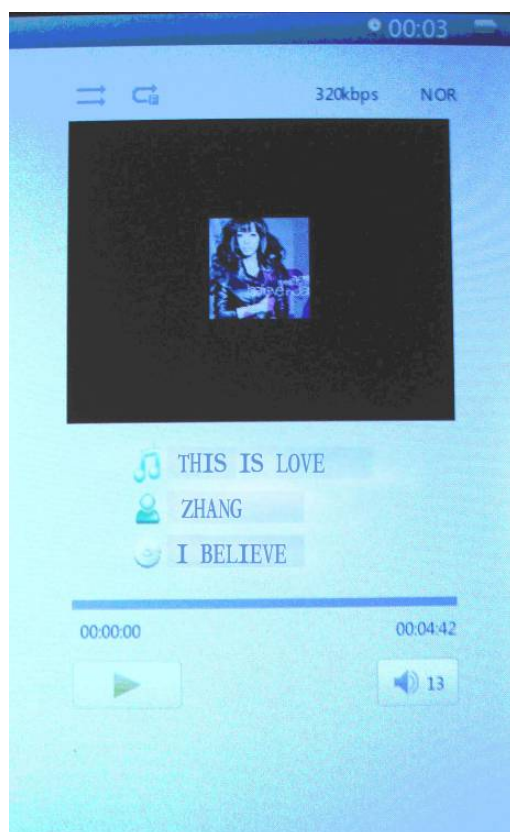 00:03
320kbps NOR
THIS IS LOVE
ZHANG
I BELIEVE
00:00:00 00:04:42
13